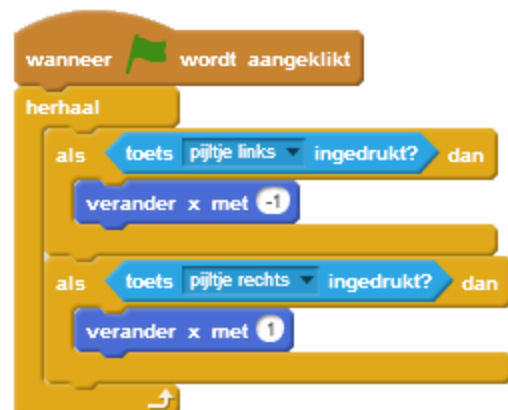 wanneer wordt aangeklikt
herhaal
als toets pijltje links ingedrukt? dan
verander x met -1
als toets pijltje rechts ingedrukt? dan
verander x met 1